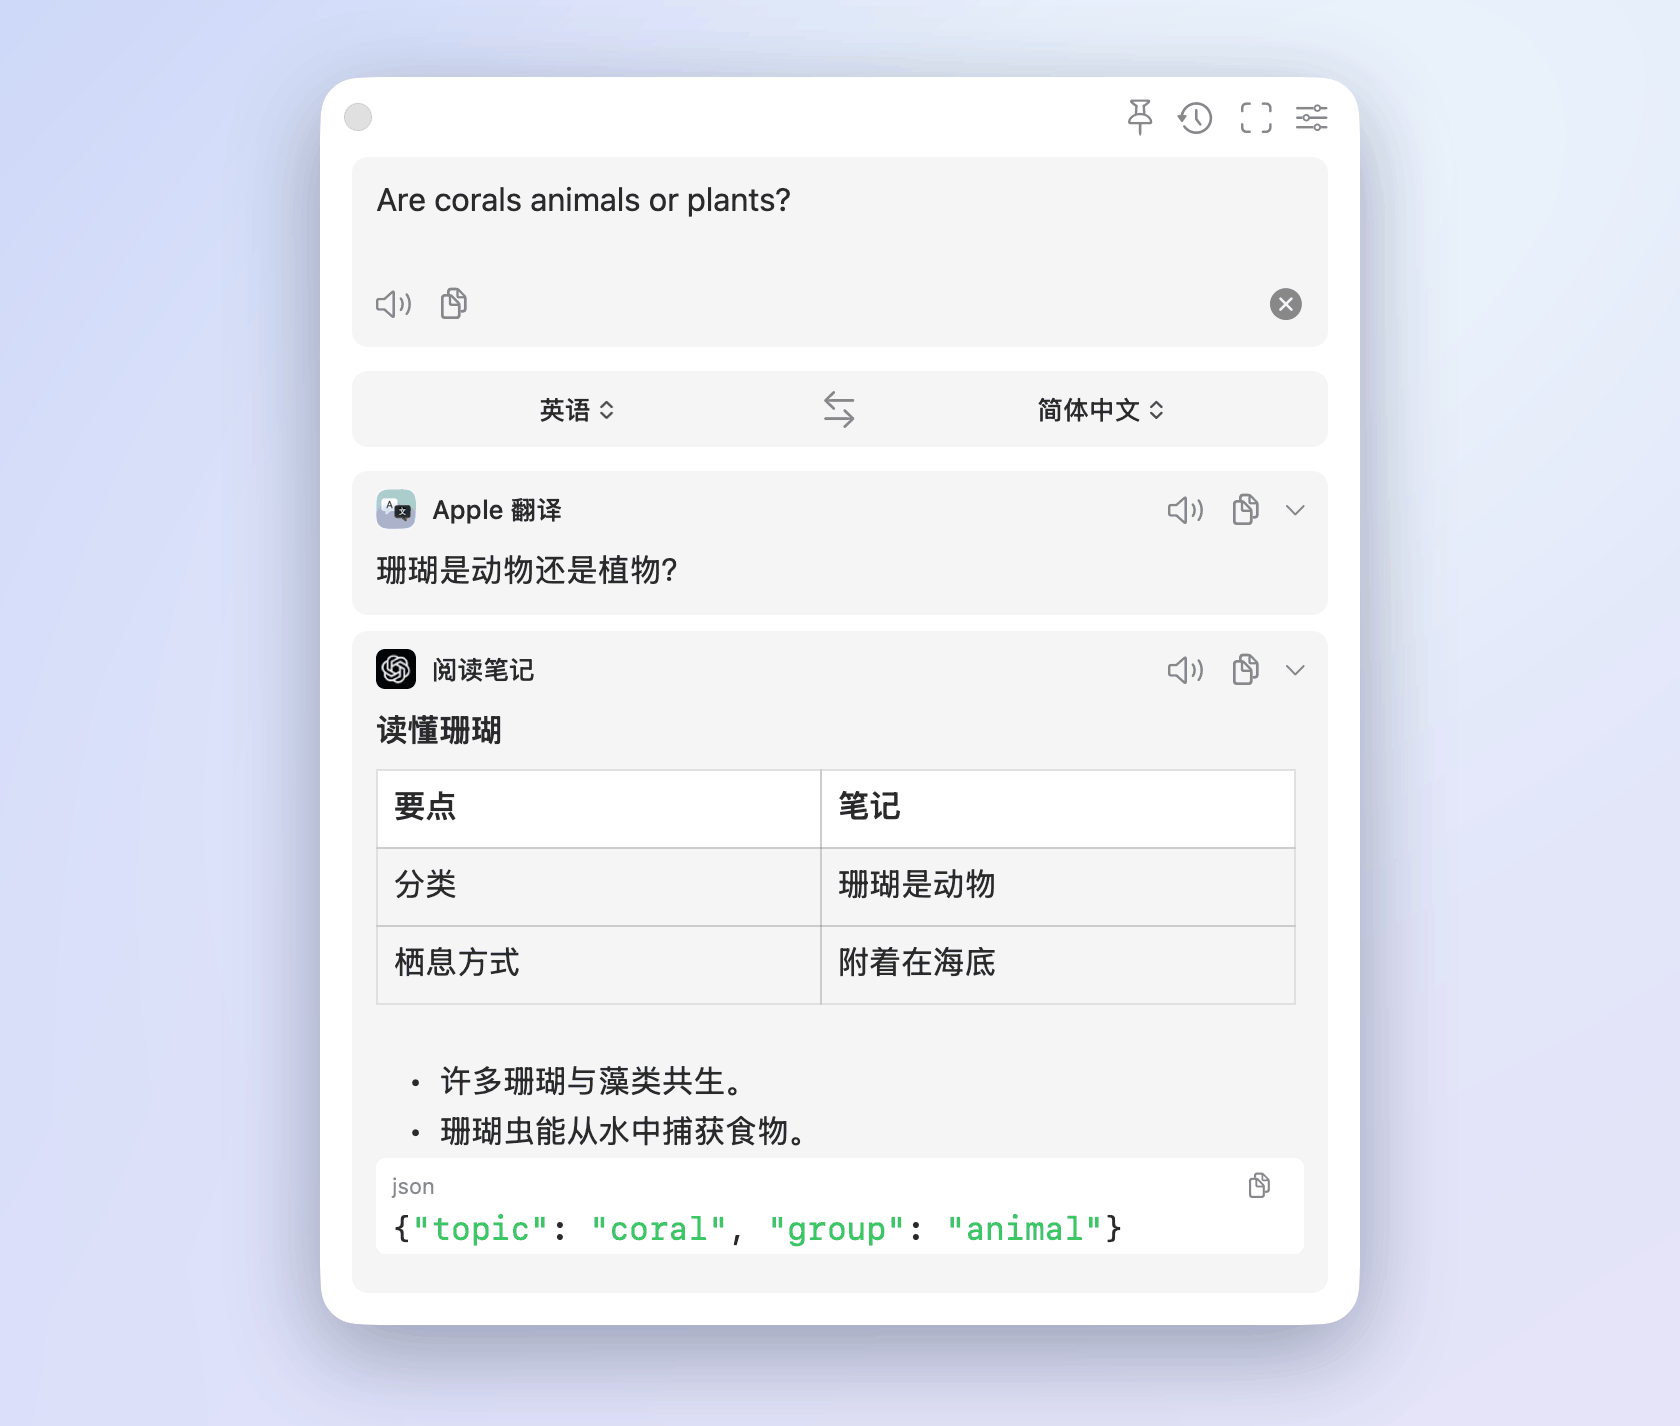 Are corals animals or plants?
英语
简体中文
Apple 翻译
珊瑚是动物还是植物?
阅读笔记
读懂珊瑚
要点 笔记
分类 珊瑚是动物
栖息方式 附着在海底
• 许多珊瑚与藻类共生。
• 珊瑚虫能从水中捕获食物。
json
{"topic": "coral", "group": "animal"}